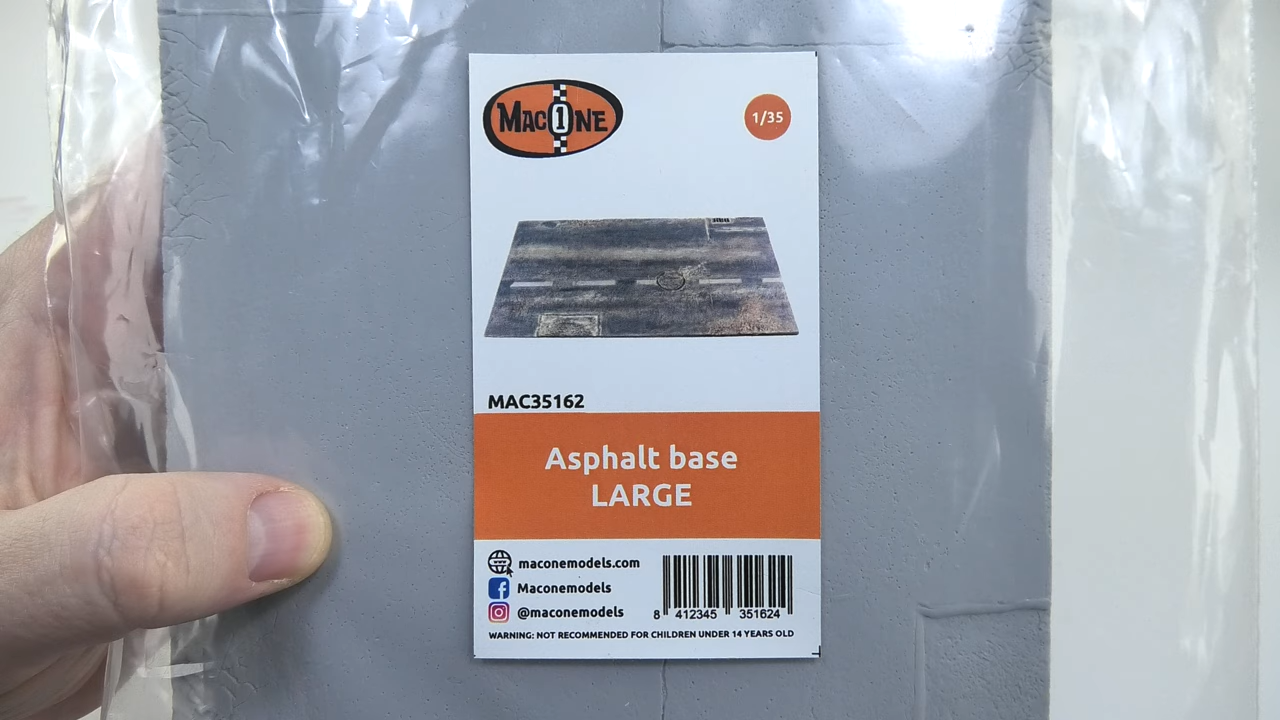 MAC1NE
1/35
MAC35162
Asphalt base
LARGE
maconemodels.com
Maconemodels
@maconemodels
8 412345 351624
WARNING: NOT RECOMMENDED FOR CHILDREN UNDER 14 YEARS OLD